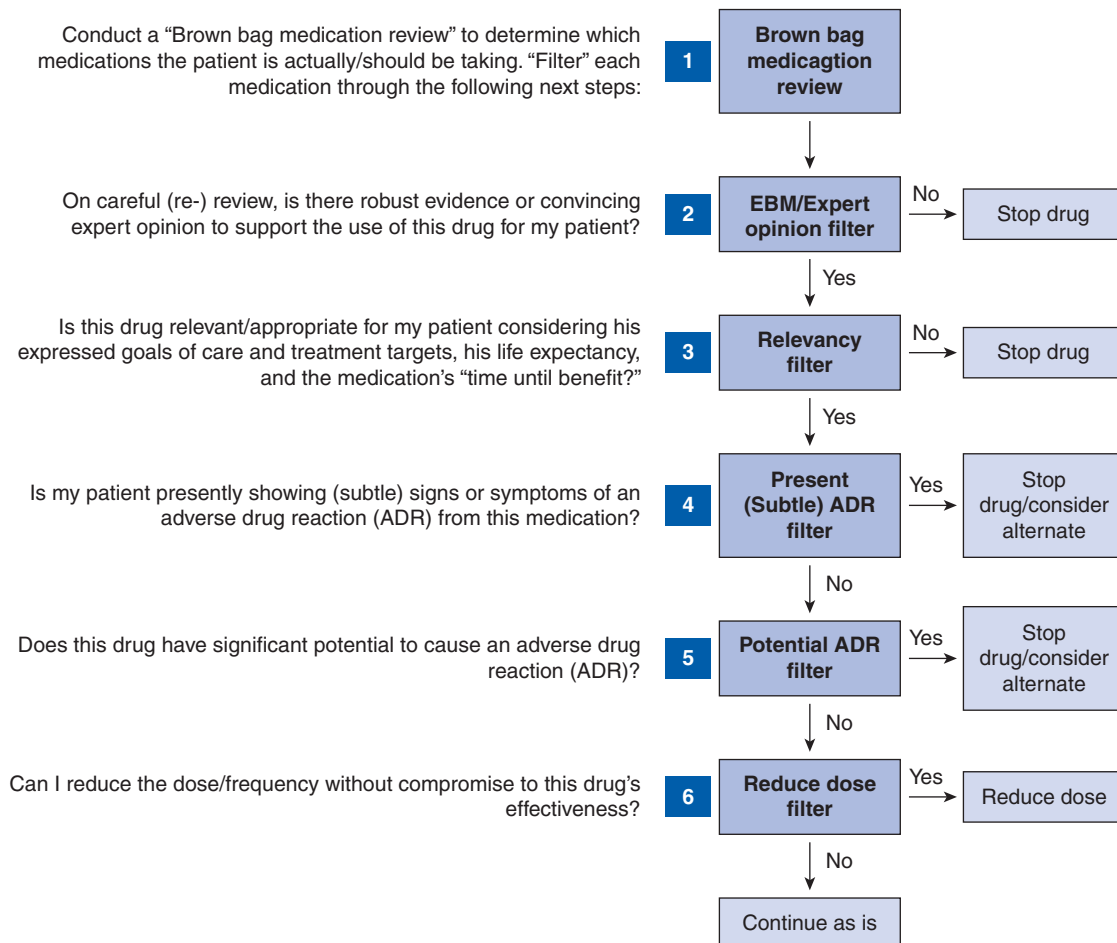 Conduct a “Brown bag medication review” to determine which
medications the patient is actually/should be taking. “Filter” each
medication through the following next steps:
1
Brown bag
medicagtion
review
On careful (re-) review, is there robust evidence or convincing
expert opinion to support the use of this drug for my patient?
2
EBM/Expert
opinion filter
No
Stop drug
Yes
Is this drug relevant/appropriate for my patient considering his
expressed goals of care and treatment targets, his life expectancy,
and the medication’s “time until benefit?”
3
Relevancy
filter
No
Stop drug
Yes
Is my patient presently showing (subtle) signs or symptoms of an
adverse drug reaction (ADR) from this medication?
4
Present
(Subtle) ADR
filter
Yes
Stop
drug/consider
alternate
No
Does this drug have significant potential to cause an adverse drug
reaction (ADR)?
5
Potential ADR
filter
Yes
Stop
drug/consider
alternate
No
Can I reduce the dose/frequency without compromise to this drug’s
effectiveness?
6
Reduce dose
filter
Yes
Reduce dose
No
Continue as is